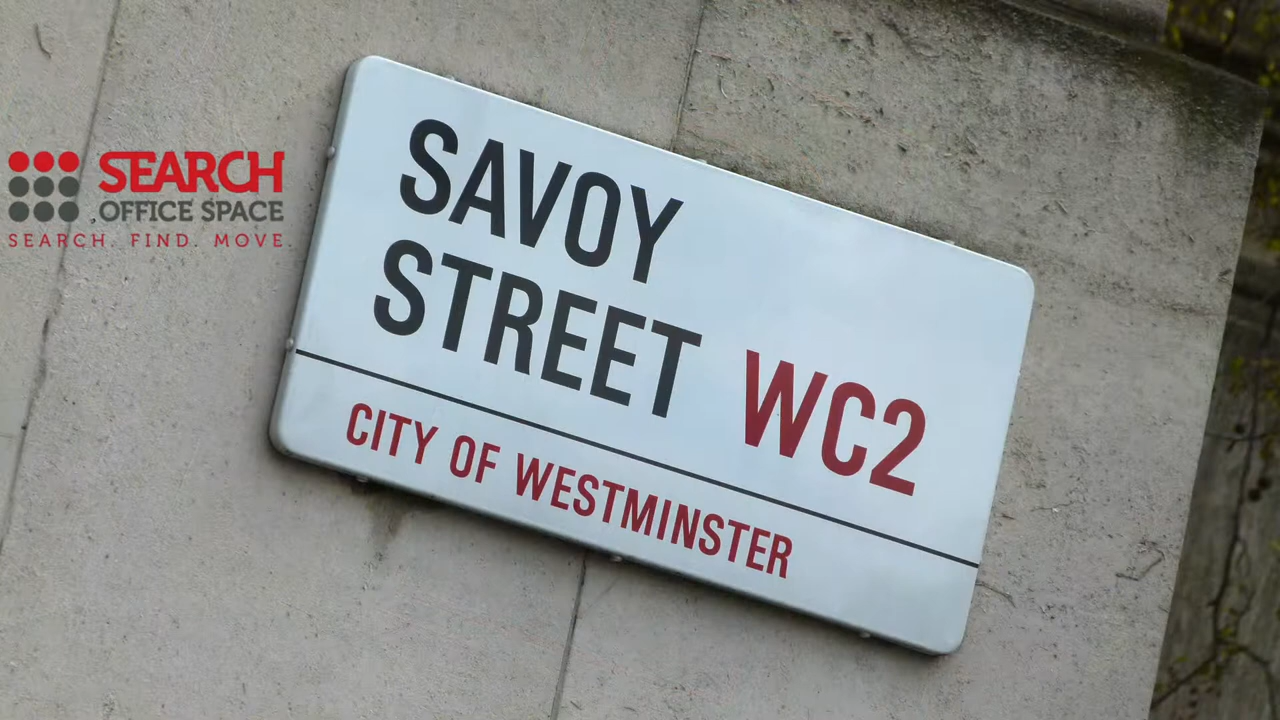 SEARCH
OFFICE SPACE
SEARCH. FIND. MOVE.
SAVOY
STREET WC2
CITY OF WESTMINSTER